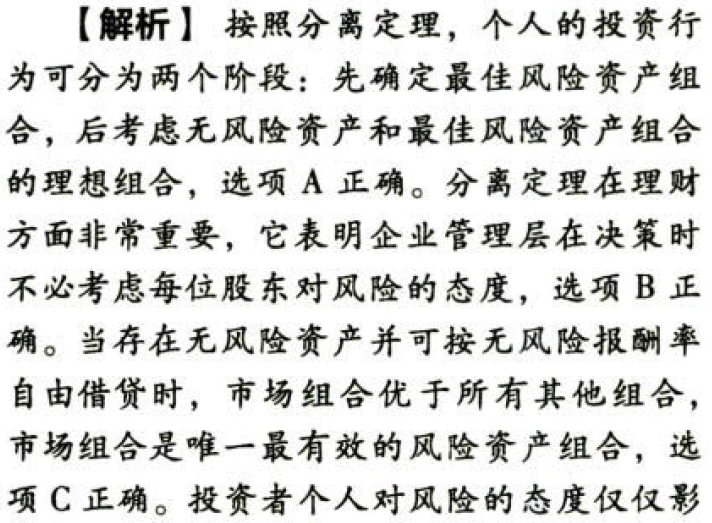 【解析】 按照分离定理，个人的投资行
为可分为两个阶段：先确定最佳风险资产组
合，后考虑无风险资产和最佳风险资产组合
的理想组合，选项 A 正确。分离定理在理财
方面非常重要，它表明企业管理层在决策时
不必考虑每位股东对风险的态度，选项 B 正
确。当存在无风险资产并可按无风险报酬率
自由借贷时，市场组合优于所有其他组合，
市场组合是唯一最有效的风险资产组合，选
项 C 正确。投资者个人对风险的态度仅仅影